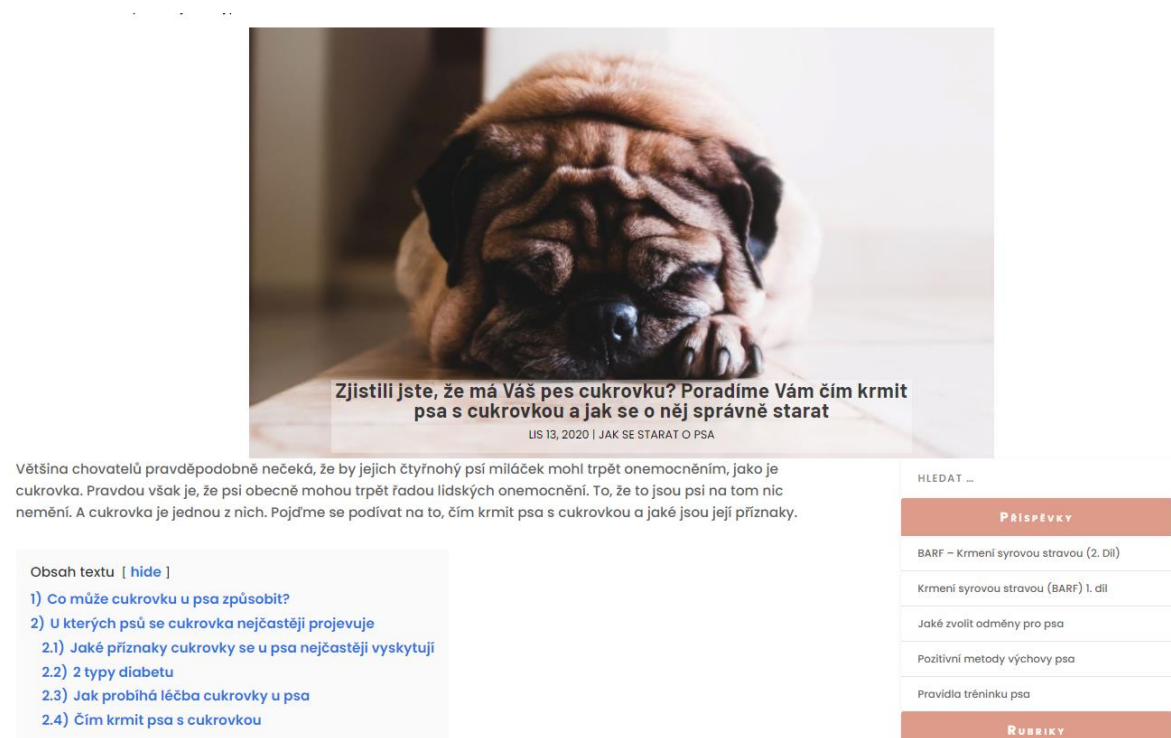 Zjistili jste, že má Váš pes cukrovku? Poradíme Vám čím krmit
psa s cukrovkou a jak se o něj správně starat
LIS 13, 2020 | JAK SE STARAT O PSA
Většina chovatelů pravděpodobně nečeká, že by jejich čtyřnohý psí miláček mohl trpět onemocněním, jako je
cukrovka. Pravdou však je, že psi obecně mohou trpět řadou lidských onemocnění. To, že to jsou psi na tom nic
nemění. A cukrovka je jednou z nich. Pojďme se podívat na to, čím krmit psa s cukrovkou a jaké jsou její příznaky.
Obsah textu [ hide ]
1) Co může cukrovku u psa způsobit?
2) U kterých psů se cukrovka nejčastěji projevuje
2.1) Jaké příznaky cukrovky se u psa nejčastěji vyskytují
2.2) 2 typy diabetu
2.3) Jak probíhá léčba cukrovky u psa
2.4) Čím krmit psa s cukrovkou
HLEDAT ...
PŘÍSPĚVKY
BARF – Krmení syrovou stravou (2. Díl)
Krmení syrovou stravou (BARF) 1. díl
Jaké zvolit odměny pro psa
Pozitivní metody výchovy psa
Pravidla tréninku psa
RUBRIKY